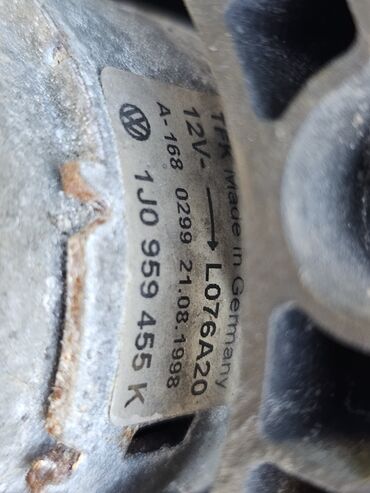 TFK Made in Germany
12V- → L076A20
A-168 0299 21.08.1998
1J0 959 455 K